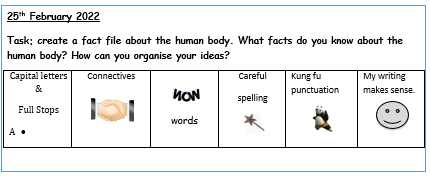 25th February 2022
Task; create a fact file about the human body. What facts do you know about the
human body? How can you organise your ideas?
Capital letters
&
Full Stops
A •
Connectives
WOW
words
Careful
spelling
Kung fu
punctuation
My writing
makes sense.